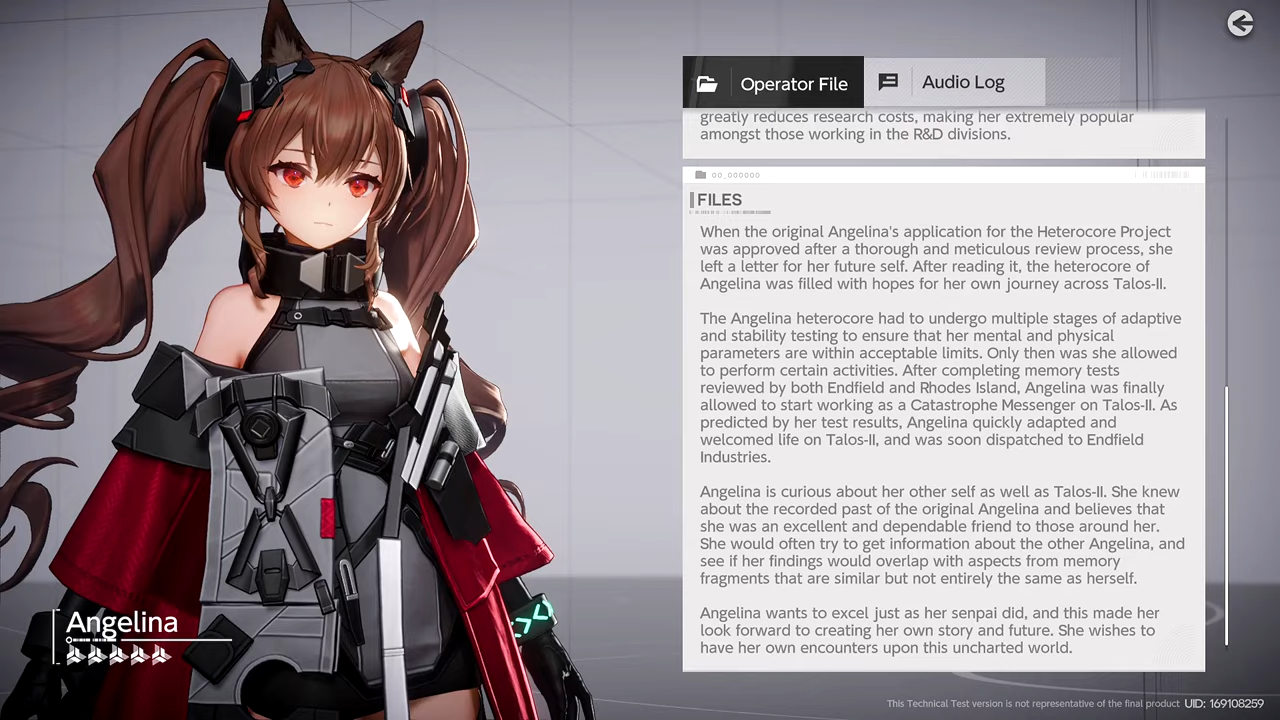 Operator File
Audio Log
greatly reduces research costs, making her extremely popular
amongst those working in the R&D divisions.
00_000000
FILES
When the original Angelina's application for the Heterocore Project
was approved after a thorough and meticulous review process, she
left a letter for her future self. After reading it, the heterocore of
Angelina was filled with hopes for her own journey across Talos-II.
The Angelina heterocore had to undergo multiple stages of adaptive
and stability testing to ensure that her mental and physical
parameters are within acceptable limits. Only then was she allowed
to perform certain activities. After completing memory tests
reviewed by both Endfield and Rhodes Island, Angelina was finally
allowed to start working as a Catastrophe Messenger on Talos-II. As
predicted by her test results, Angelina quickly adapted and
welcomed life on Talos-II, and was soon dispatched to Endfield
Industries.
Angelina is curious about her other self as well as Talos-II. She knew
about the recorded past of the original Angelina and believes that
she was an excellent and dependable friend to those around her.
She would often try to get information about the other Angelina, and
see if her findings would overlap with aspects from memory
fragments that are similar but not entirely the same as herself.
Angelina wants to excel just as her senpai did, and this made her
look forward to creating her own story and future. She wishes to
have her own encounters upon this uncharted world.
Angelina
This Technical Test version is not representative of the final product UID: 169108259